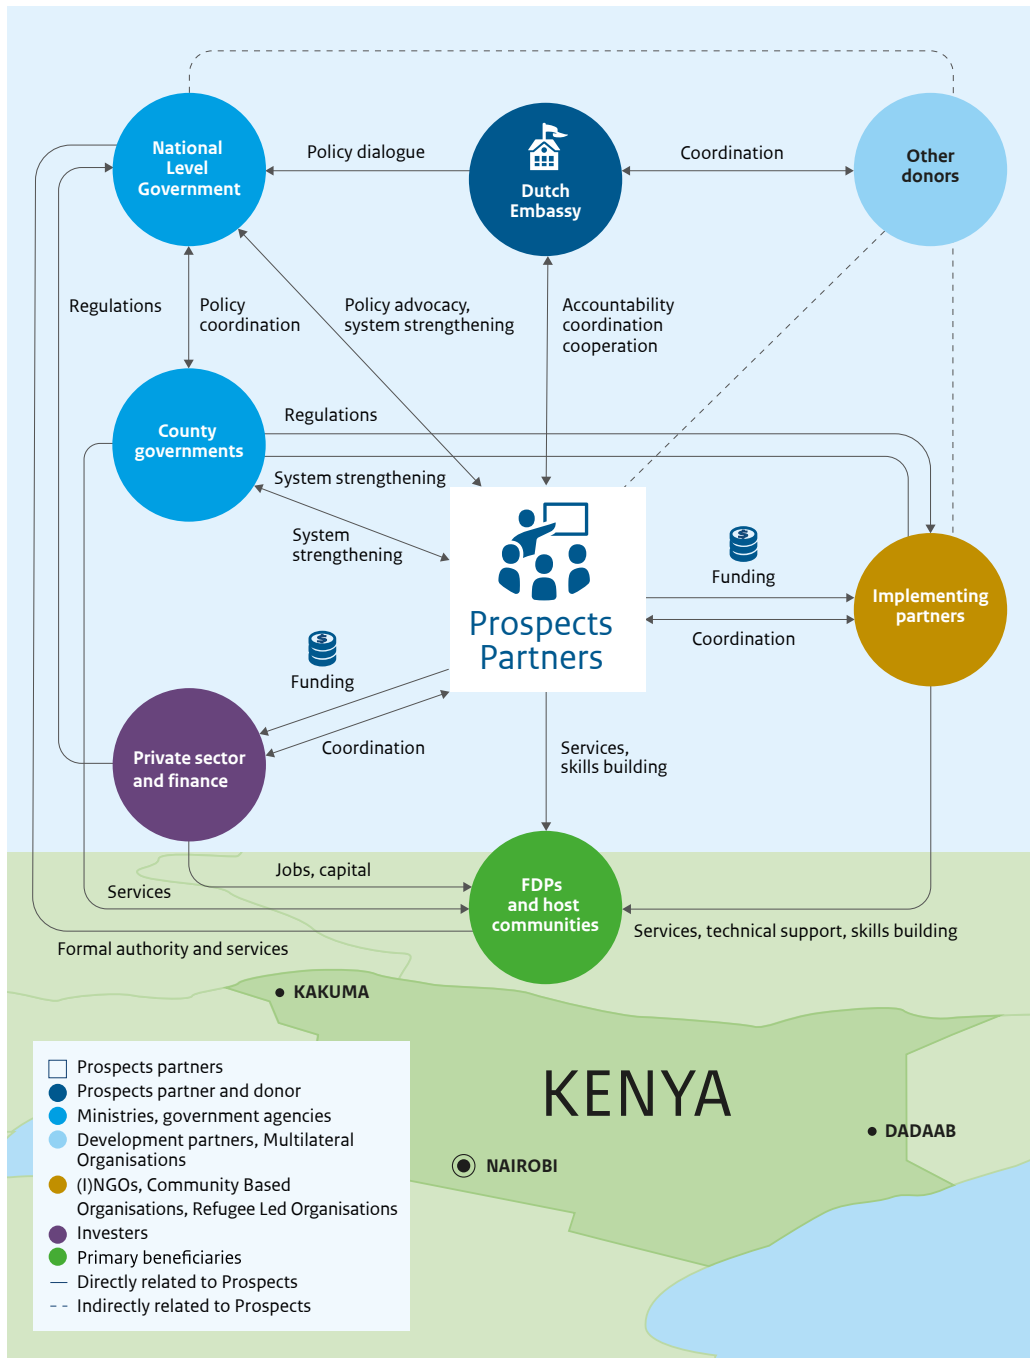 National
Level
Government
Policy dialogue
Dutch
Embassy
Coordination
Other
donors
Regulations
Policy
coordination
Policy advocacy,
system strengthening
Accountability
coordination
cooperation
County
governments
Regulations
System strengthening
System
strengthening
Prospects
Partners
$
Funding
Coordination
Implementing
partners
$
Funding
Coordination
Private sector
and finance
Services,
skills building
Jobs, capital
Services
Formal authority and services
FDPs
and host
communities
Services, technical support, skills building
KAKUMA
KENYA
DADAAB
NAIROBI
Prospects partners
Prospects partner and donor
Ministries, government agencies
Development partners, Multilateral
Organisations
(I)NGOs, Community Based
Organisations, Refugee Led Organisations
Investers
Primary beneficiaries
Directly related to Prospects
Indirectly related to Prospects